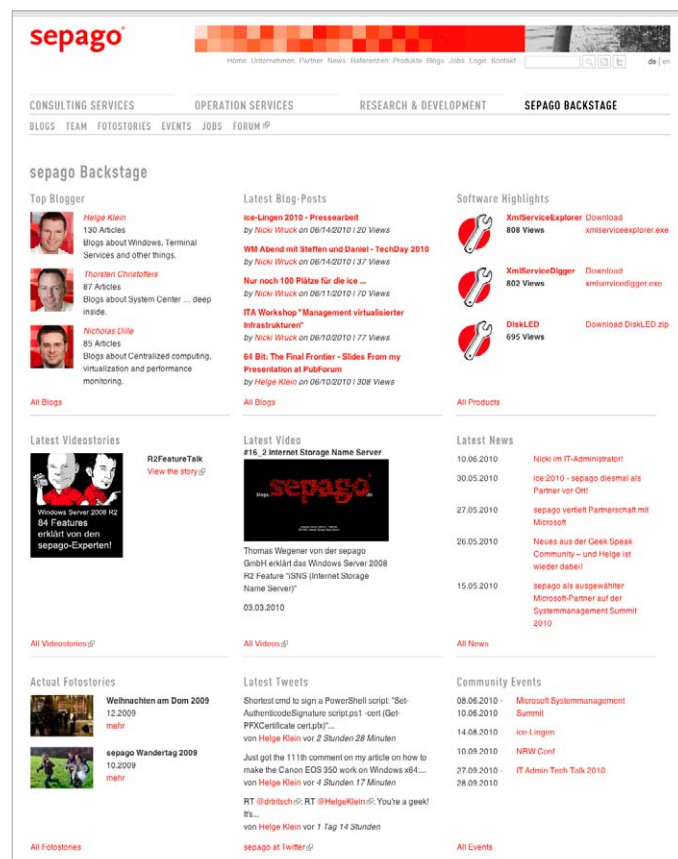 sepago
Home Unternehmen Partner News Referenzen Produkte Blogs Jobs Login Kontakt
de | en
CONSULTING SERVICES
OPERATION SERVICES
RESEARCH & DEVELOPMENT
SEPAGO BACKSTAGE
BLOGS TEAM FOTOSTORIES EVENTS JOBS FORUM
sepago Backstage
Top Blogger
Helge Klein
130 Articles
Blogs about Windows, Terminal
Services and other things.
Thorsten Christoffers
87 Articles
Blogs about System Center ... deep
inside.
Nicholas Dille
85 Articles
Blogs about Centralized computing,
virtualization and performance
monitoring.
All Blogs
Latest Blog-Posts
ice-Lingen 2010 - Pressearbeit
by Nicki Wruck on 06/14/2010 | 20 Views
WM Abend mit Steffen und Daniel - TechDay 2010
by Nicki Wruck on 06/14/2010 | 37 Views
Nur noch 100 Plätze für die ice ...
by Nicki Wruck on 06/11/2010 | 70 Views
ITA Workshop "Management virtualisierter
Infrastrukturen"
by Nicki Wruck on 06/10/2010 | 77 Views
64 Bit: The Final Frontier - Slides From my
Presentation at PubForum
by Helge Klein on 06/10/2010 | 308 Views
All Blogs
Software Highlights
XmlServiceExplorer Download
808 Views xmlserviceexplorer.exe
XmlServiceDigger Download
802 Views xmlservicedigger.exe
DiskLED Download DiskLED.zip
695 Views
All Products
Latest Videostories
Windows Server 2008 R2
84 Features
erklärt von den
sepago-Experten!
R2FeatureTalk
View the story
All Videostories
Latest Video
#16_2 Internet Storage Name Server
blogs.sepago.de
Thomas Wegener von der sepago
GmbH erklärt das Windows Server 2008
R2 Feature "iSNS (Internet Storage
Name Server)"
03.03.2010
All Videos
Latest News
10.06.2010 Nicki im IT-Administrator!
30.05.2010 ice:2010 - sepago diesmal als
Partner vor Ort!
27.05.2010 sepago vertieft Partnerschaft mit
Microsoft
26.05.2010 Neues aus der Geek Speak
Community – und Helge ist
wieder dabei!
15.05.2010 sepago als ausgewählter
Microsoft-Partner auf der
Systemmanagement Summit
2010
All News
Actual Fotostories
Weihnachten am Dom 2009
12.2009
mehr
sepago Wandertag 2009
10.2009
mehr
All Fotostories
Latest Tweets
Shortest cmd to sign a PowerShell script: "Set-
AuthenticodeSignature script.ps1 -cert (Get-
PFXCertificate cert.pfx)"...
von Helge Klein vor 2 Stunden 28 Minuten
Just got the 111th comment on my article on how to
make the Canon EOS 350 work on Windows x64:...
von Helge Klein vor 4 Stunden 17 Minuten
RT @drtritsch: RT @HelgeKlein: You're a geek!
It's...
von Helge Klein vor 1 Tag 14 Stunden
sepago at Twitter
Community Events
08.06.2010 - Microsoft Systemmanagement
10.06.2010 Summit
14.08.2010 ice-Lingen
10.09.2010 NRW Conf
27.09.2010 - IT Admin Tech Talk 2010
28.09.2010
All Events